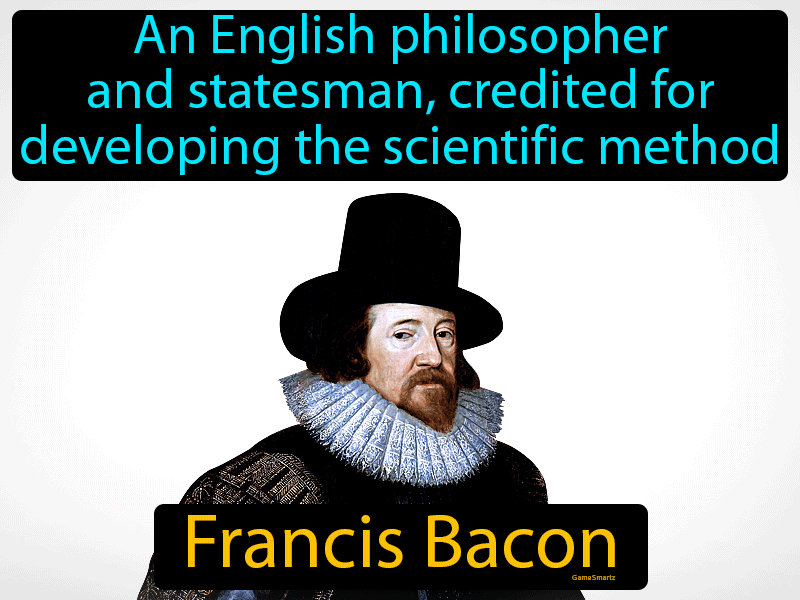 An English philosopher
and statesman, credited for
developing the scientific method
Francis Bacon
GameSmartz